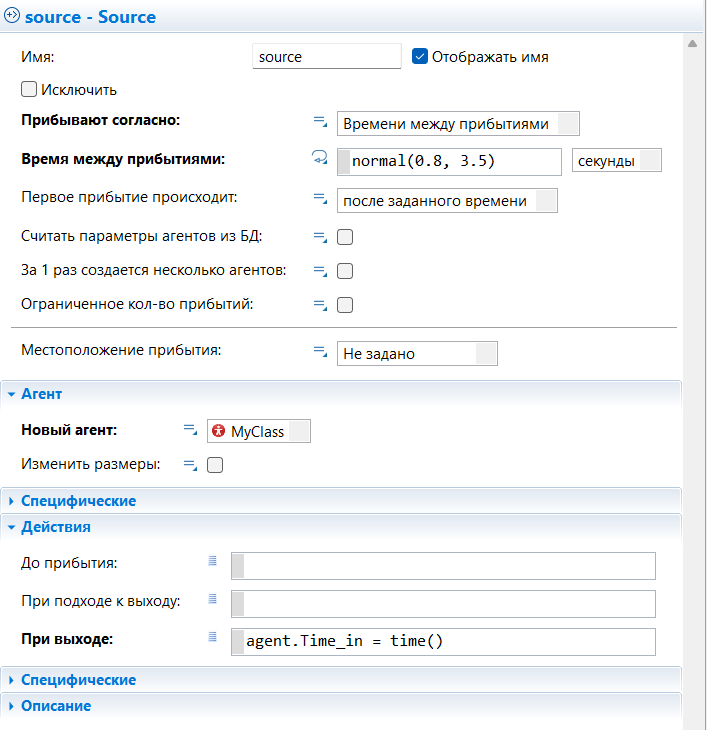 source - Source
Имя: source Отображать имя
Исключить
Прибывают согласно: Времени между прибытиями
Время между прибытиями: normal(0.8, 3.5) секунды
Первое прибытие происходит: после заданного времени
Считать параметры агентов из БД:
За 1 раз создается несколько агентов:
Ограниченное кол-во прибытий:
Местоположение прибытия: Не задано
Агент
Новый агент: MyClass
Изменить размеры:
Специфические
Действия
До прибытия:
При подходе к выходу:
При выходе: agent.Time_in = time()
Специфические
Описание